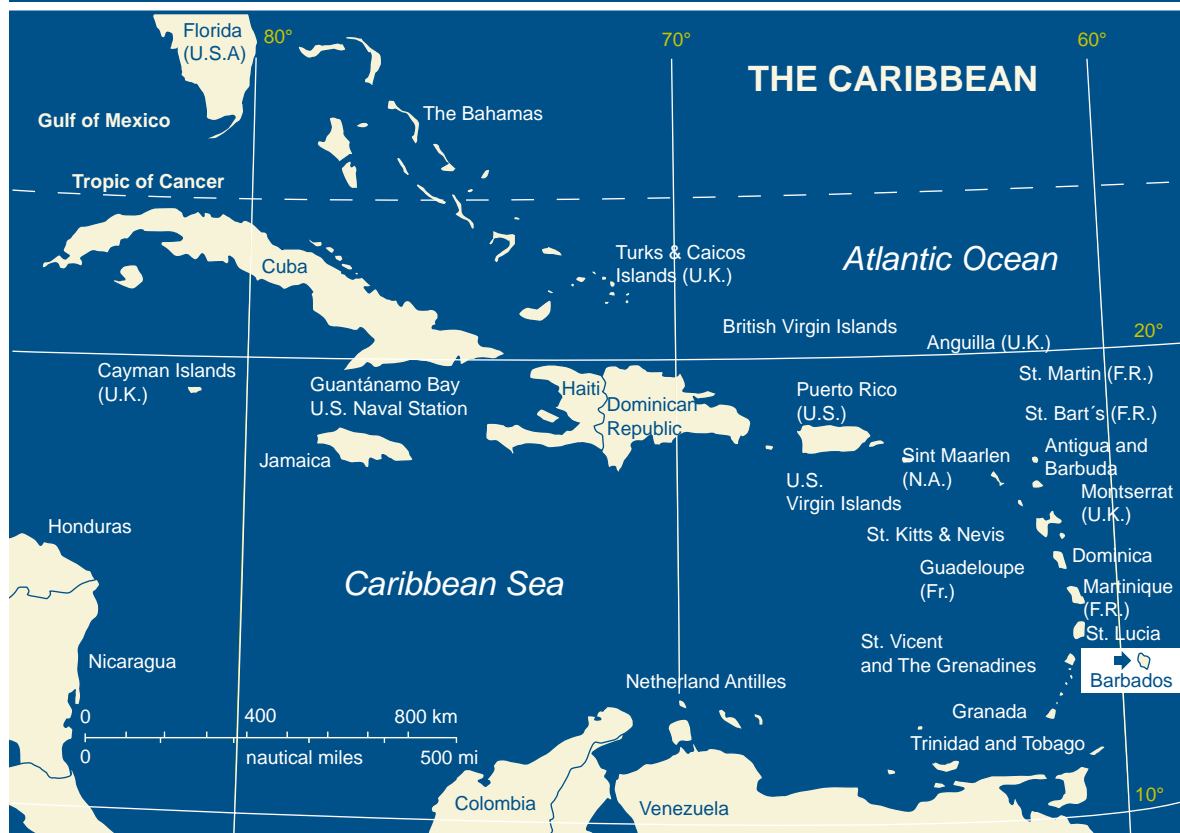 Florida
(U.S.A)
80°
70°
60°
THE CARIBBEAN
The Bahamas
Gulf of Mexico
Tropic of Cancer
Turks & Caicos
Islands (U.K.)
Atlantic Ocean
Cuba
British Virgin Islands
20°
Anguilla (U.K.)
Cayman Islands
(U.K.)
Guantánamo Bay
U.S. Naval Station
Haiti
Dominican
Republic
Puerto Rico
(U.S.)
St. Martin (F.R.)
St. Bart´s (F.R.)
Jamaica
Sint Maarlen
(N.A.)
Antigua and
Barbuda
U.S.
Virgin Islands
Montserrat
(U.K.)
Honduras
St. Kitts & Nevis
Dominica
Caribbean Sea
Guadeloupe
(Fr.)
Martinique
(F.R.)
St. Lucia
St. Vicent
and The Grenadines
Nicaragua
Barbados
Netherland Antilles
0 400 800 km
Granada
Trinidad and Tobago
0 nautical miles 500 mi
Colombia
Venezuela
10°